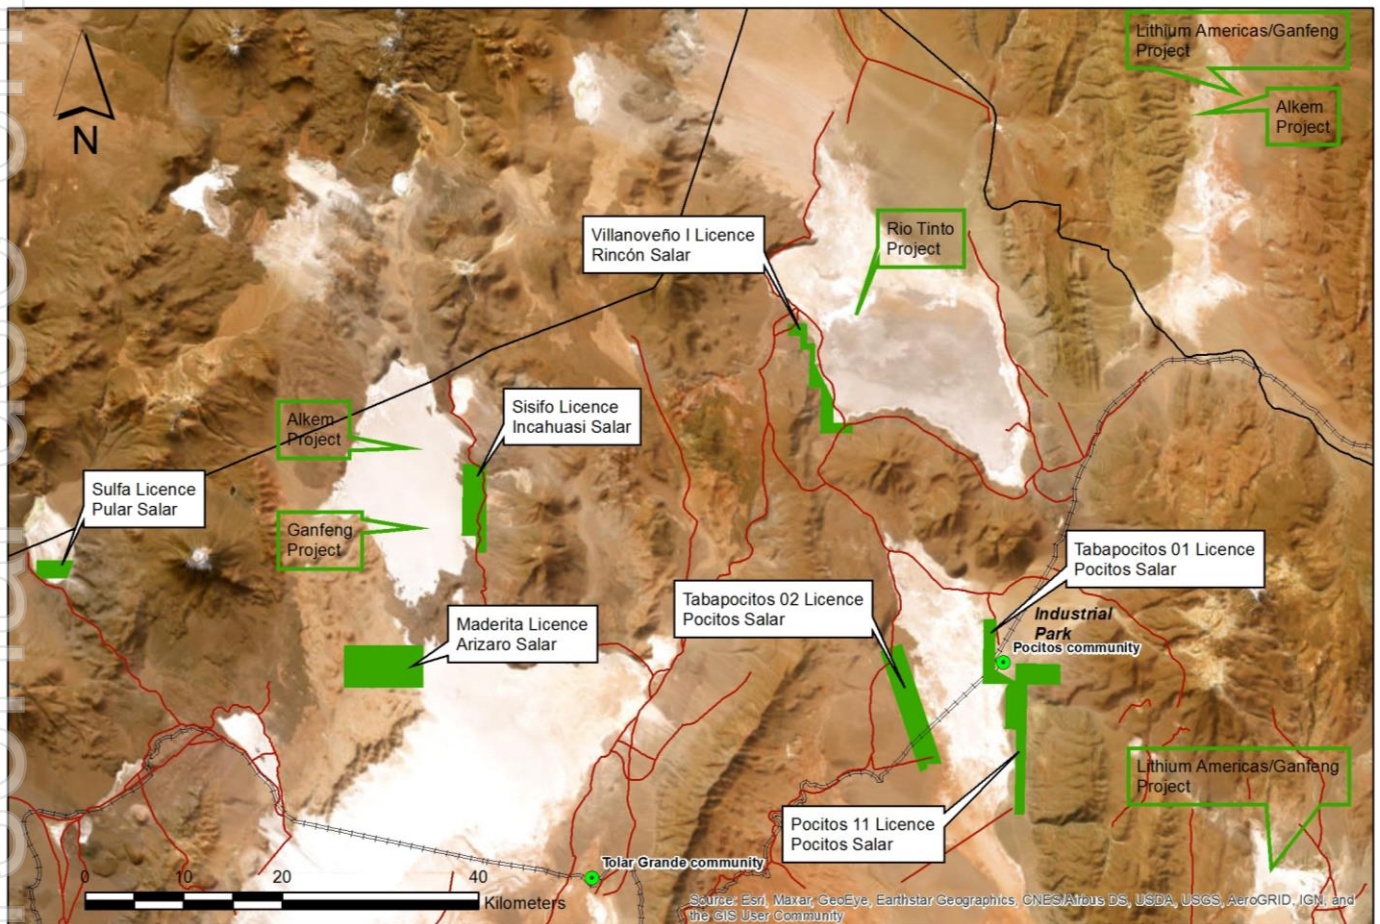 Lithium Americas/Ganfeng
Project
Alkem
Project
N
Villanoveño I Licence
Rincón Salar
Rio Tinto
Project
Alkem
Project
Sisifo Licence
Incahuasi Salar
Sulfa Licence
Pular Salar
Ganfeng
Project
Tabapocitos 01 Licence
Pocitos Salar
Tabapocitos 02 Licence
Pocitos Salar
Maderita Licence
Arizaro Salar
Industrial
Park
Pocitos community
Lithium Americas/Ganfeng
Project
Pocitos 11 Licence
Pocitos Salar
Tolar Grande community
0 10 20 40
Kilometers
Source: Esri, Maxar, GeoEye, Earthstar Geographics, CNES/Airbus DS, USDA, USGS, AeroGRID, IGN, and
the GIS User Community